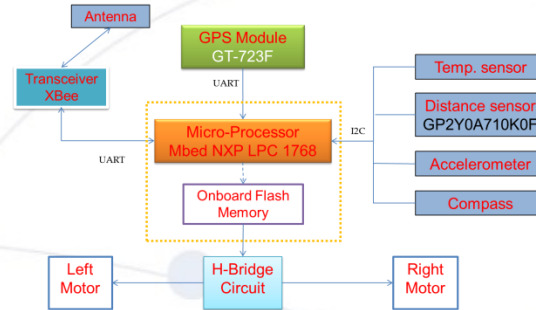 Antenna
GPS Module
GT-723F
Transceiver
XBee
UART
Temp. sensor
Distance sensor
GP2Y0A710K0F
Micro-Processor
Mbed NXP LPC 1768
I2C
UART
Accelerometer
Onboard Flash
Memory
Compass
Left
Motor
H-Bridge
Circuit
Right
Motor